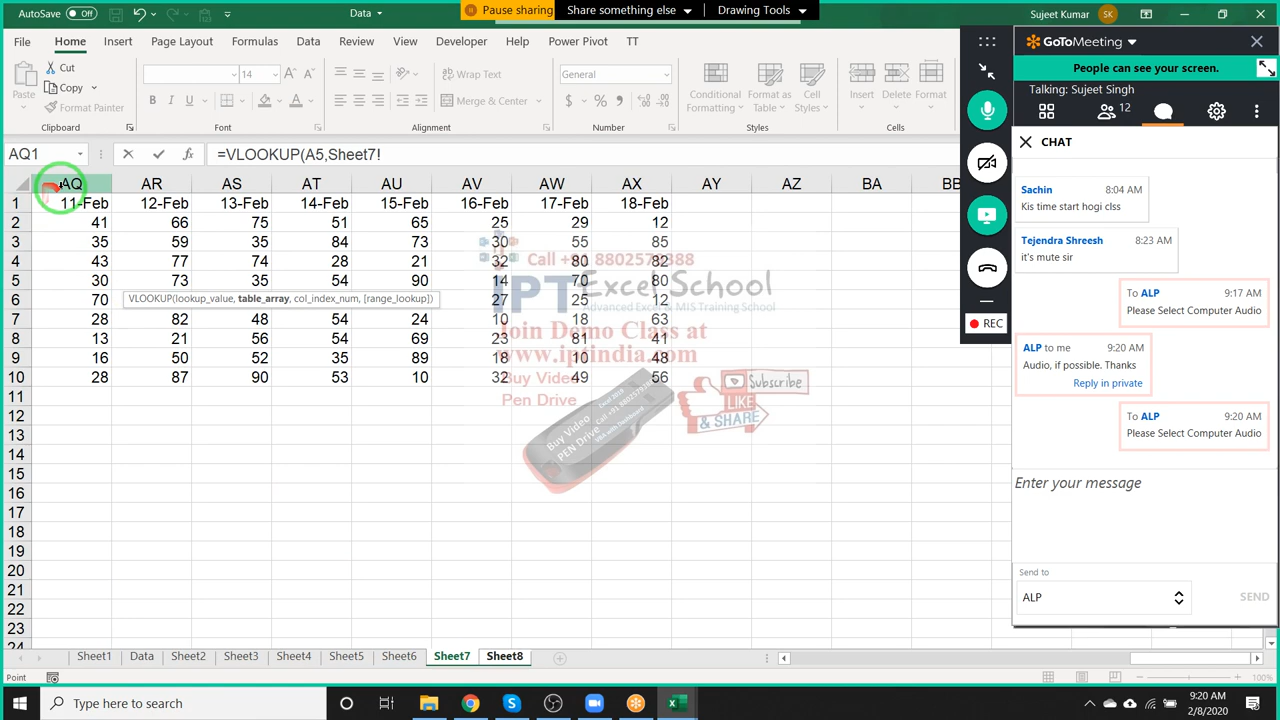 AutoSave Off
Data
Pause sharing
Share something else
Drawing Tools
Sujeet Kumar SK
File Home Insert Page Layout Formulas Data Review View Developer Help Power Pivot TT
GoToMeeting
People can see your screen.
Talking: Sujeet Singh
12
Paste
Cut
Copy
Format Painter
14
B I U
Wrap Text
Merge & Center
General
$ % ,
Conditional Formatting
Format as Table
Cell Styles
Insert Delete Format
Clipboard Font Alignment Number Styles Cells
AQ1
fx =VLOOKUP(A5,Sheet7!
AQ AR AS AT AU AV AW AX AY AZ BA BB
1 11-Feb 12-Feb 13-Feb 14-Feb 15-Feb 16-Feb 17-Feb 18-Feb
2 41 66 75 51 65 25 29 12
3 35 59 35 84 73 30 55 85
4 43 77 74 28 21 32 80 82
5 30 73 35 54 90 14 70 80
6 70 27 25 12
VLOOKUP(lookup_value, table_array, col_index_num, [range_lookup])
7 28 82 48 54 54 10 18 63
8 13 21 56 54 69 23 81 41
9 16 50 52 35 89 18 10 48
10 28 87 90 53 10 32 49 56
11
12
13
14
15
16
17
18
19
20
21
22
23
24
Call +91 8802579388
IPT Excel School
Advanced Excel & MIS Training School
Join Demo Class at
www.iptindia.com
Buy Video
Pen Drive
Buy Video
PEN Drive
Subscribe
LIKE
& SHARE
REC
CHAT
Sachin 8:04 AM
Kis time start hogi clss
Tejendra Shreesh 8:23 AM
it's mute sir
To ALP 9:17 AM
Please Select Computer Audio
ALP to me 9:20 AM
Audio, if possible. Thanks
Reply in private
To ALP 9:20 AM
Please Select Computer Audio
Enter your message
Send to
ALP
SEND
Sheet1 Data Sheet2 Sheet3 Sheet4 Sheet5 Sheet6 Sheet7 Sheet8
Point
100%
Type here to search
9:20 AM
2/8/2020